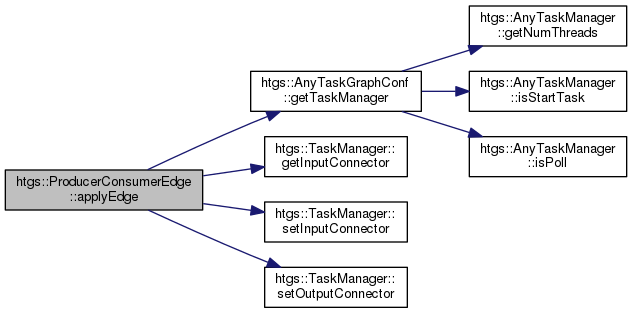 htgs::ProducerConsumerEdge
::applyEdge
htgs::AnyTaskGraphConf
::getTaskManager
htgs::AnyTaskManager
::getNumThreads
htgs::AnyTaskManager
::isStartTask
htgs::AnyTaskManager
::isPoll
htgs::TaskManager::
getInputConnector
htgs::TaskManager::
setInputConnector
htgs::TaskManager::
setOutputConnector